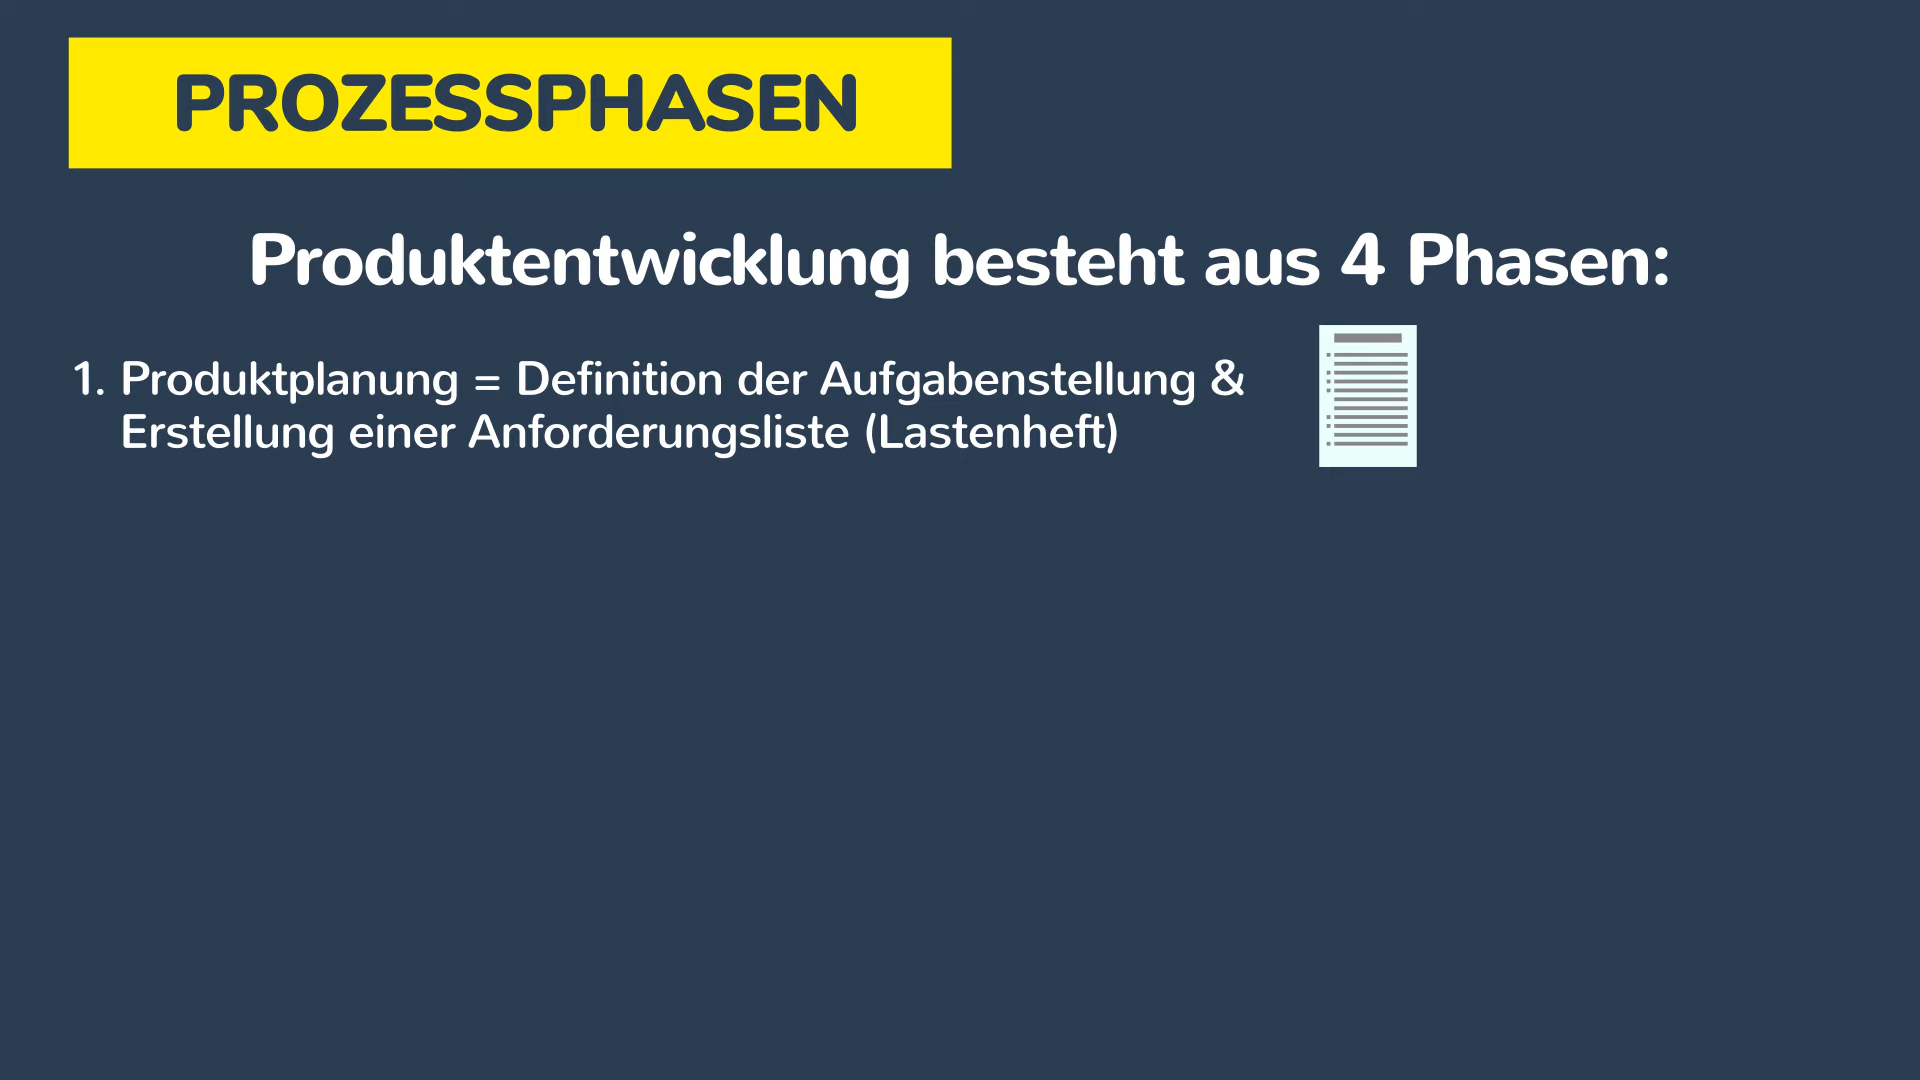 PROZESSPHASEN
Produktentwicklung besteht aus 4 Phasen:
1. Produktplanung = Definition der Aufgabenstellung &
Erstellung einer Anforderungsliste (Lastenheft)